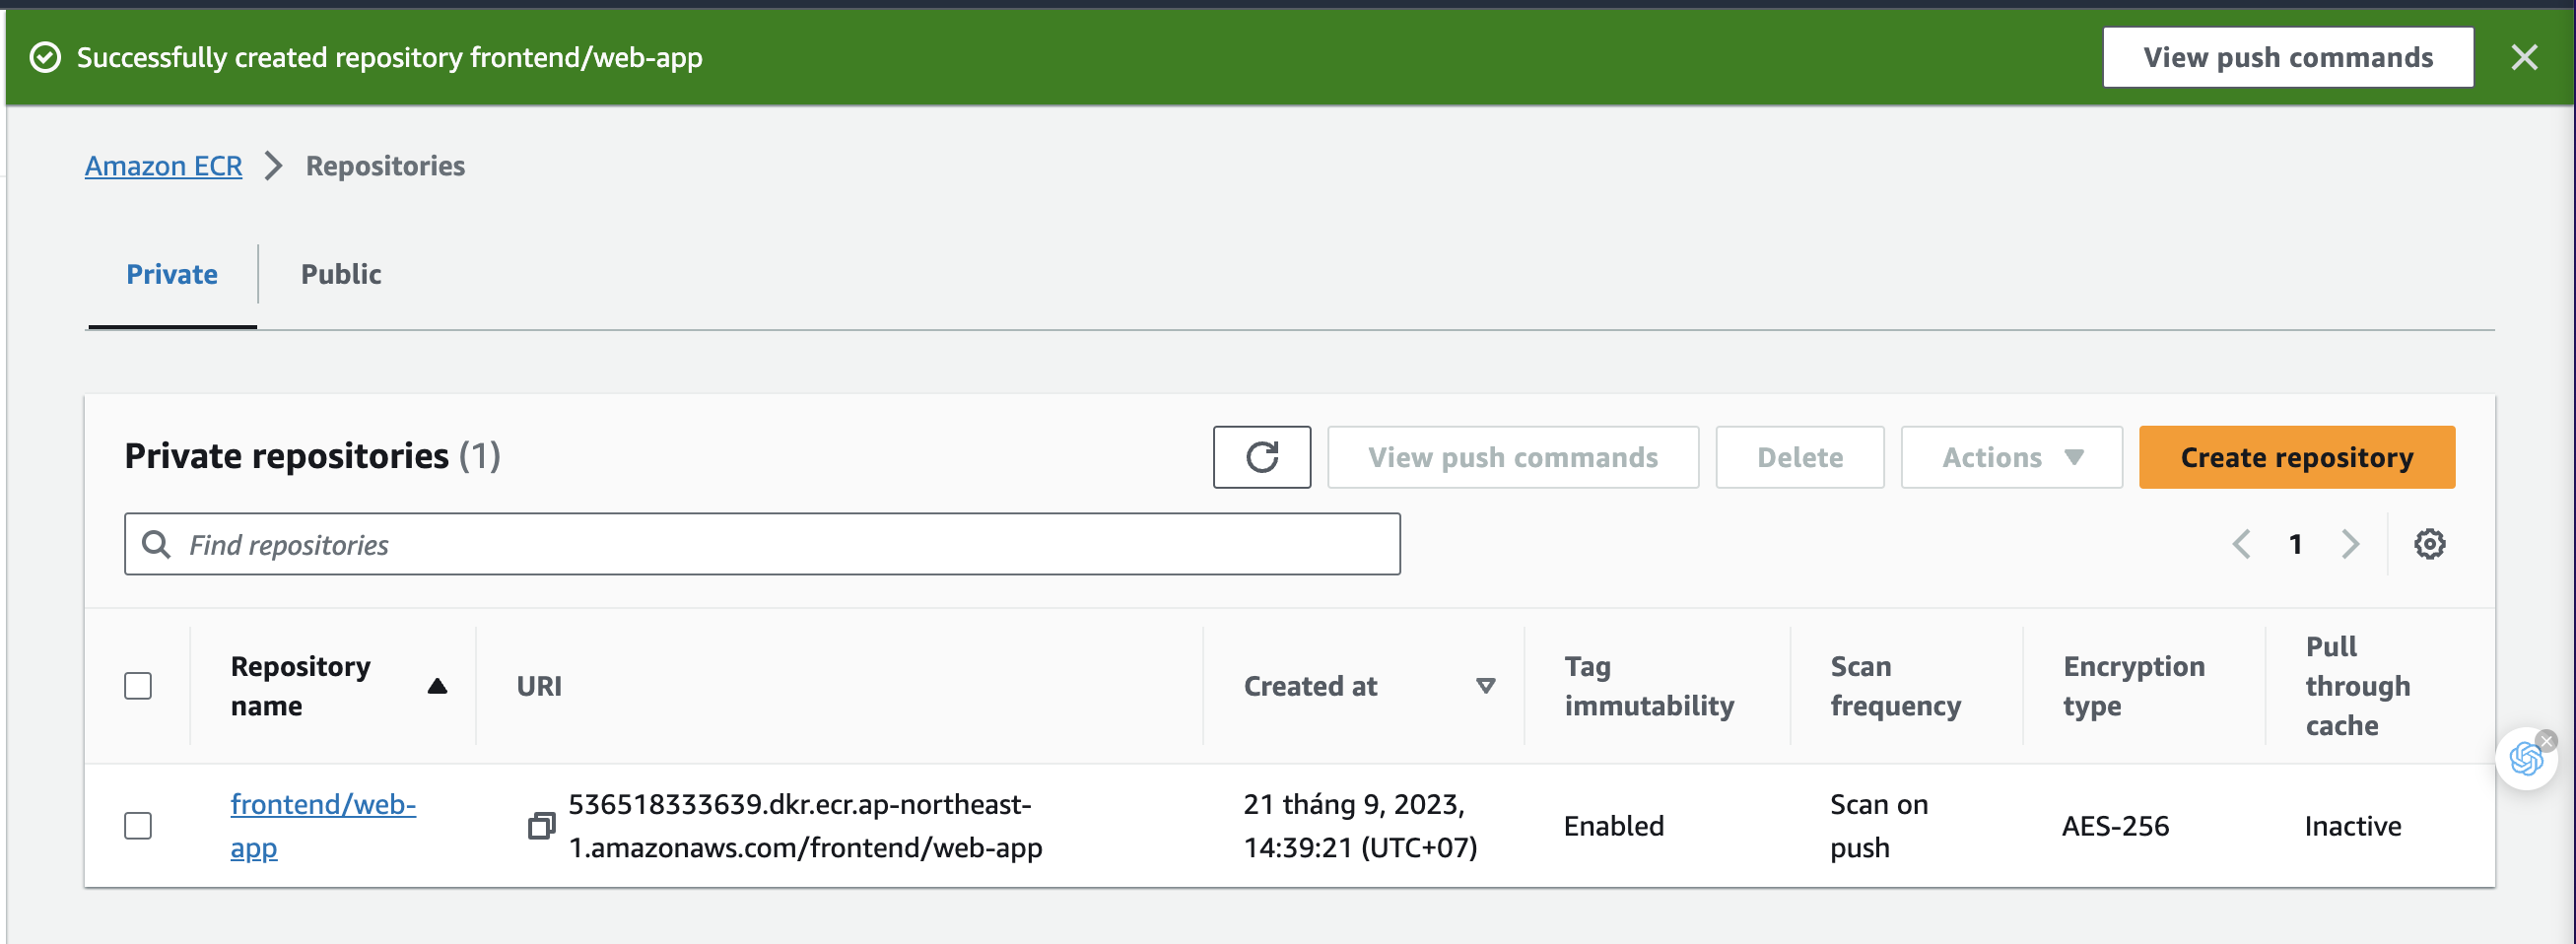 Successfully created repository frontend/web-app
View push commands
Amazon ECR
Repositories
Private
Public
Private repositories (1)
View push commands
Delete
Actions
Create repository
Find repositories
1
Repository
name
URI
Created at
Tag
immutability
Scan
frequency
Encryption
type
Pull
through
cache
frontend/web-
app
536518333639.dkr.ecr.ap-northeast-
1.amazonaws.com/frontend/web-app
21 tháng 9, 2023,
14:39:21 (UTC+07)
Enabled
Scan on
push
AES-256
Inactive